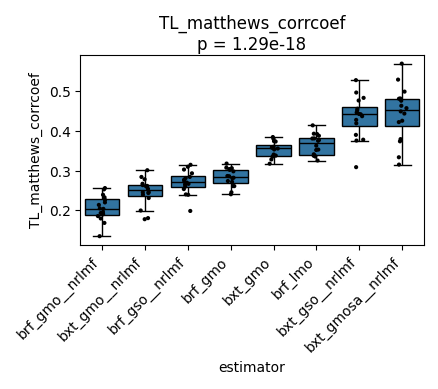 TL_matthews_corrcoef
p = 1.29e-18
TL_matthews_corrcoef
0.5
0.4
0.3
0.2
brf_gmo__nrlmf
bxt_gmo__nrlmf
brf_gso__nrlmf
brf_gmo
bxt_gmo
brf_lmo
bxt_gso__nrlmf
bxt_gmosa__nrlmf
estimator